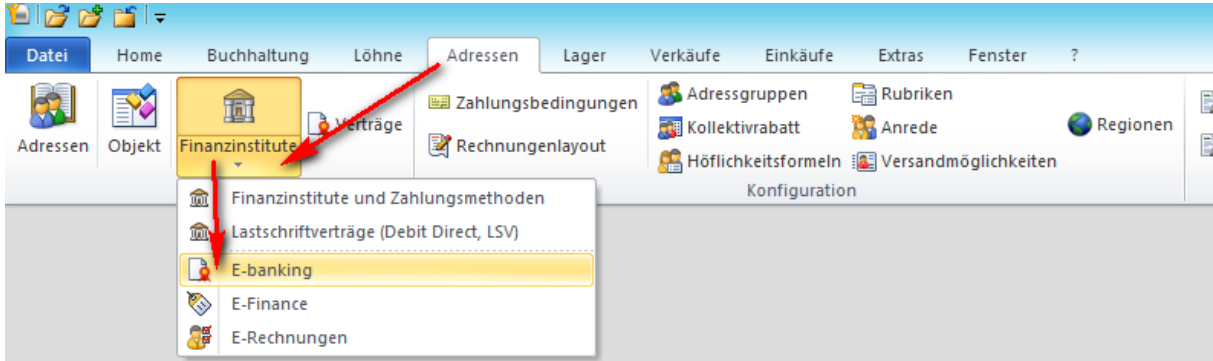 Datei Home Buchhaltung Löhne Adressen Lager Verkäufe Einkäufe Extras Fenster ?
Adressen Objekt Finanzinstitute Verträge
Zahlungsbedingungen
Rechnungenlayout
Adressgruppen Rubriken
Kollektivrabatt Anrede Regionen
Höflichkeitsformeln Versandmöglichkeiten
Konfiguration
Finanzinstitute und Zahlungsmethoden
Lastschriftverträge (Debit Direct, LSV)
E-banking
E-Finance
E-Rechnungen